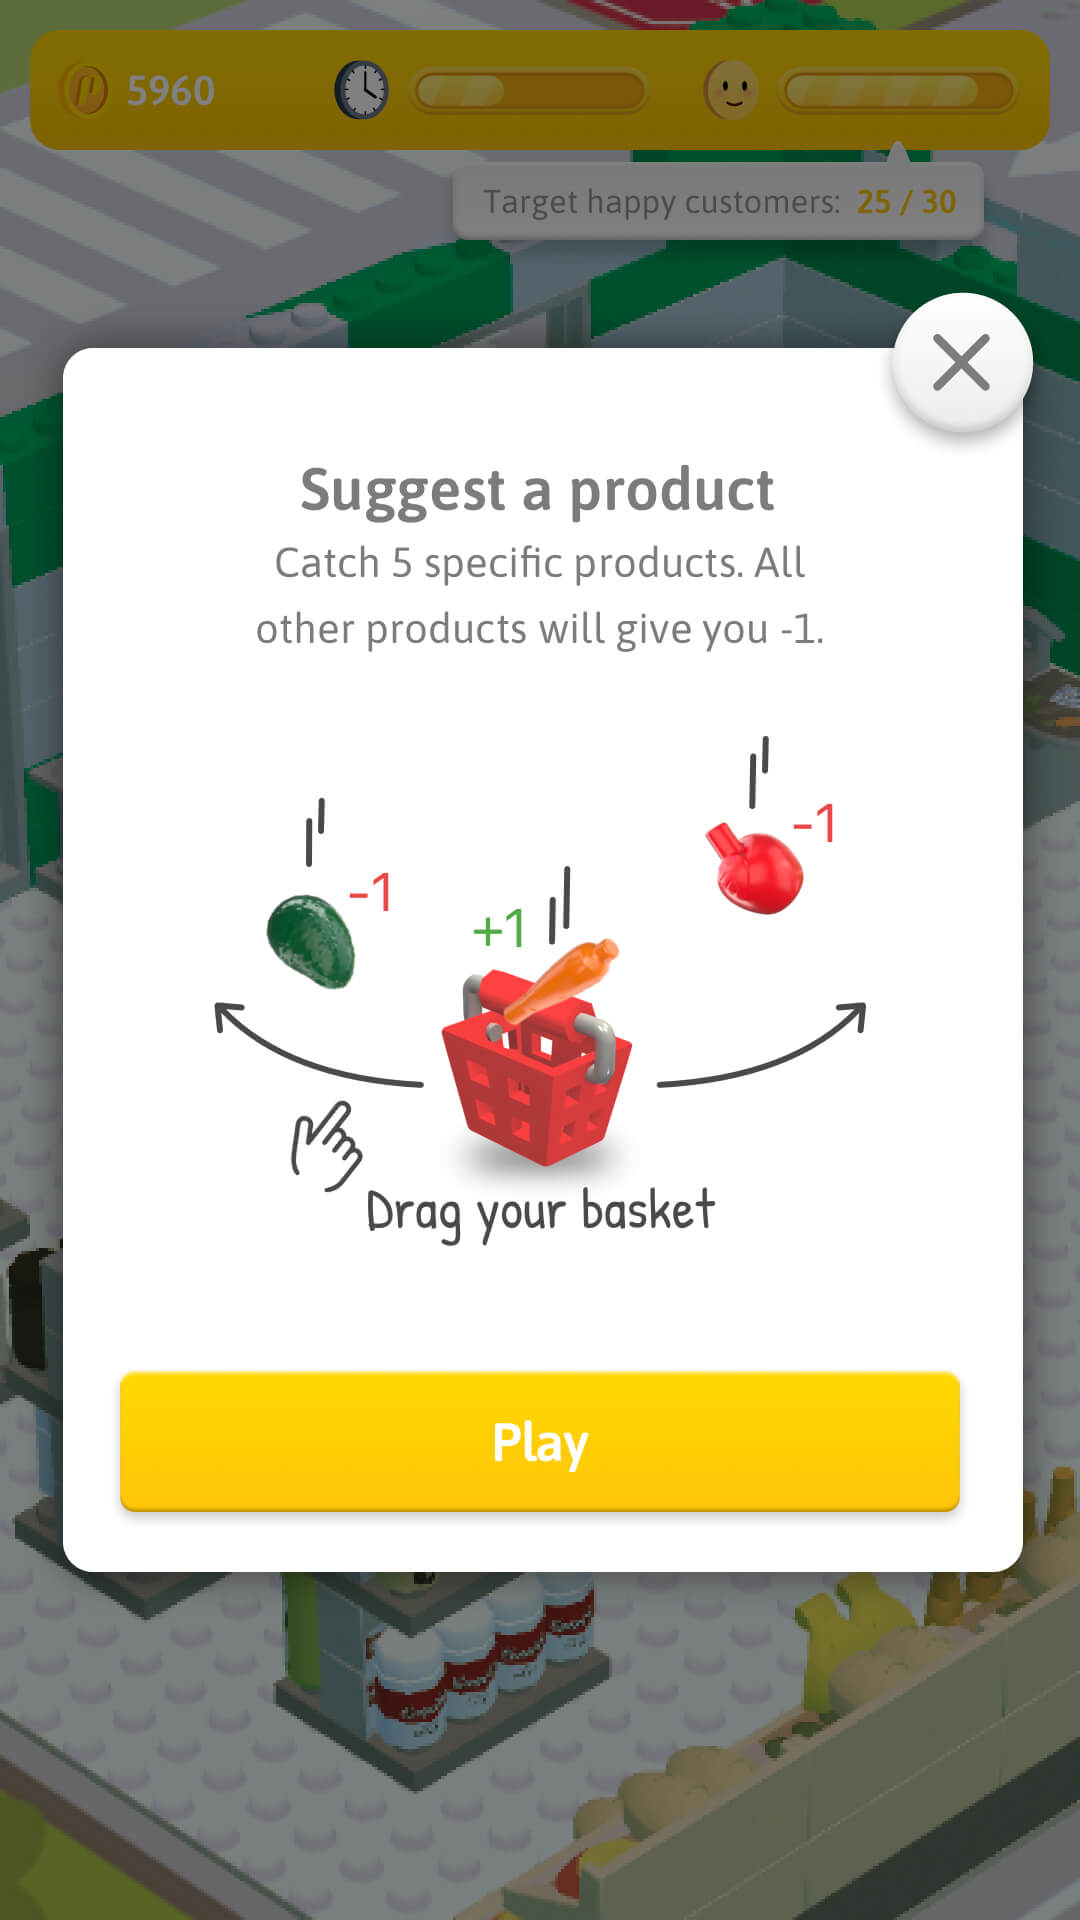 5960
Target happy customers: 25 / 30
Suggest a product
Catch 5 specific products. All
other products will give you -1.
-1
-1
+1
Drag your basket
Play